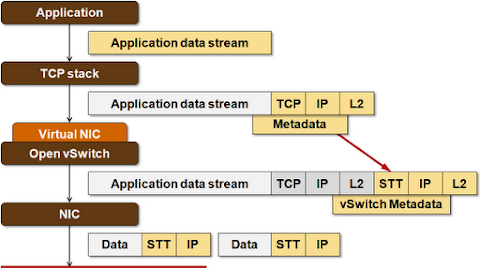 Application
Application data stream
TCP stack
Application data stream TCP IP L2
Metadata
Virtual NIC
Open vSwitch
Application data stream TCP IP L2 STT IP L2
vSwitch Metadata
NIC
Data STT IP Data STT IP